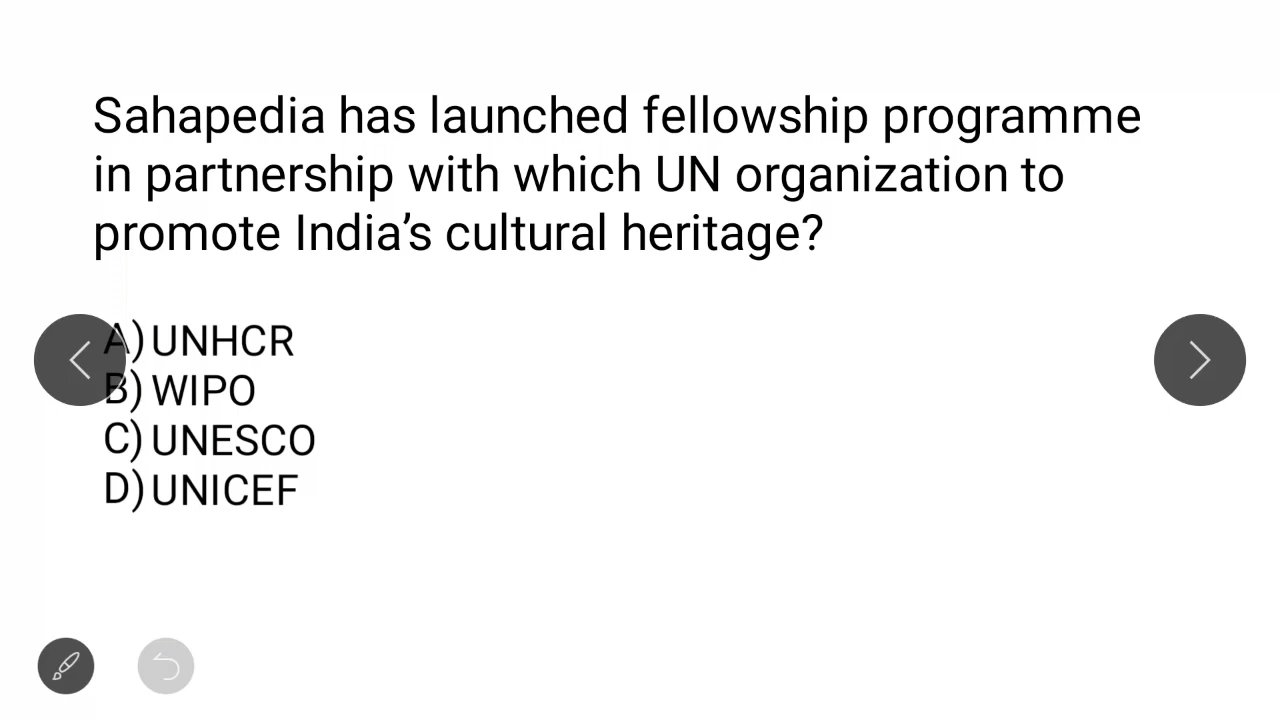 Sahapedia has launched fellowship programme
in partnership with which UN organization to
promote India’s cultural heritage?
A) UNHCR
B) WIPO
C) UNESCO
D) UNICEF